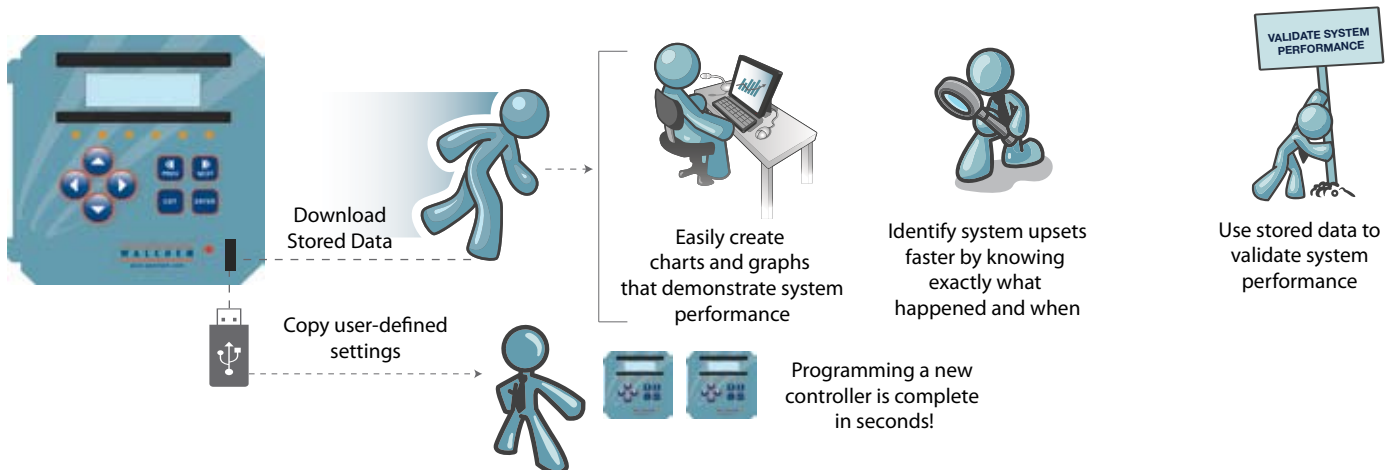 PREV
NEXT
EXIT
ENTER
WALCHEM
Download
Stored Data
Easily create
charts and graphs
that demonstrate system
performance
Identify system upsets
faster by knowing
exactly what
happened and when
VALIDATE SYSTEM
PERFORMANCE
Use stored data to
validate system
performance
Copy user-defined
settings
Programming a new
controller is complete
in seconds!